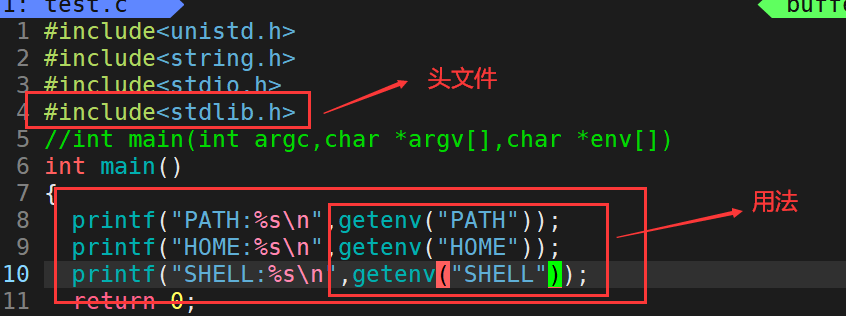 1: test.c buffe
1 #include<unistd.h>
2 #include<string.h>
3 #include<stdio.h>
头文件
4 #include<stdlib.h>
5 //int main(int argc,char *argv[],char *env[])
6 int main()
7 {
用法
8 printf("PATH:%s\n",getenv("PATH"));
9 printf("HOME:%s\n",getenv("HOME"));
10 printf("SHELL:%s\n",getenv("SHELL"));
11 return 0;